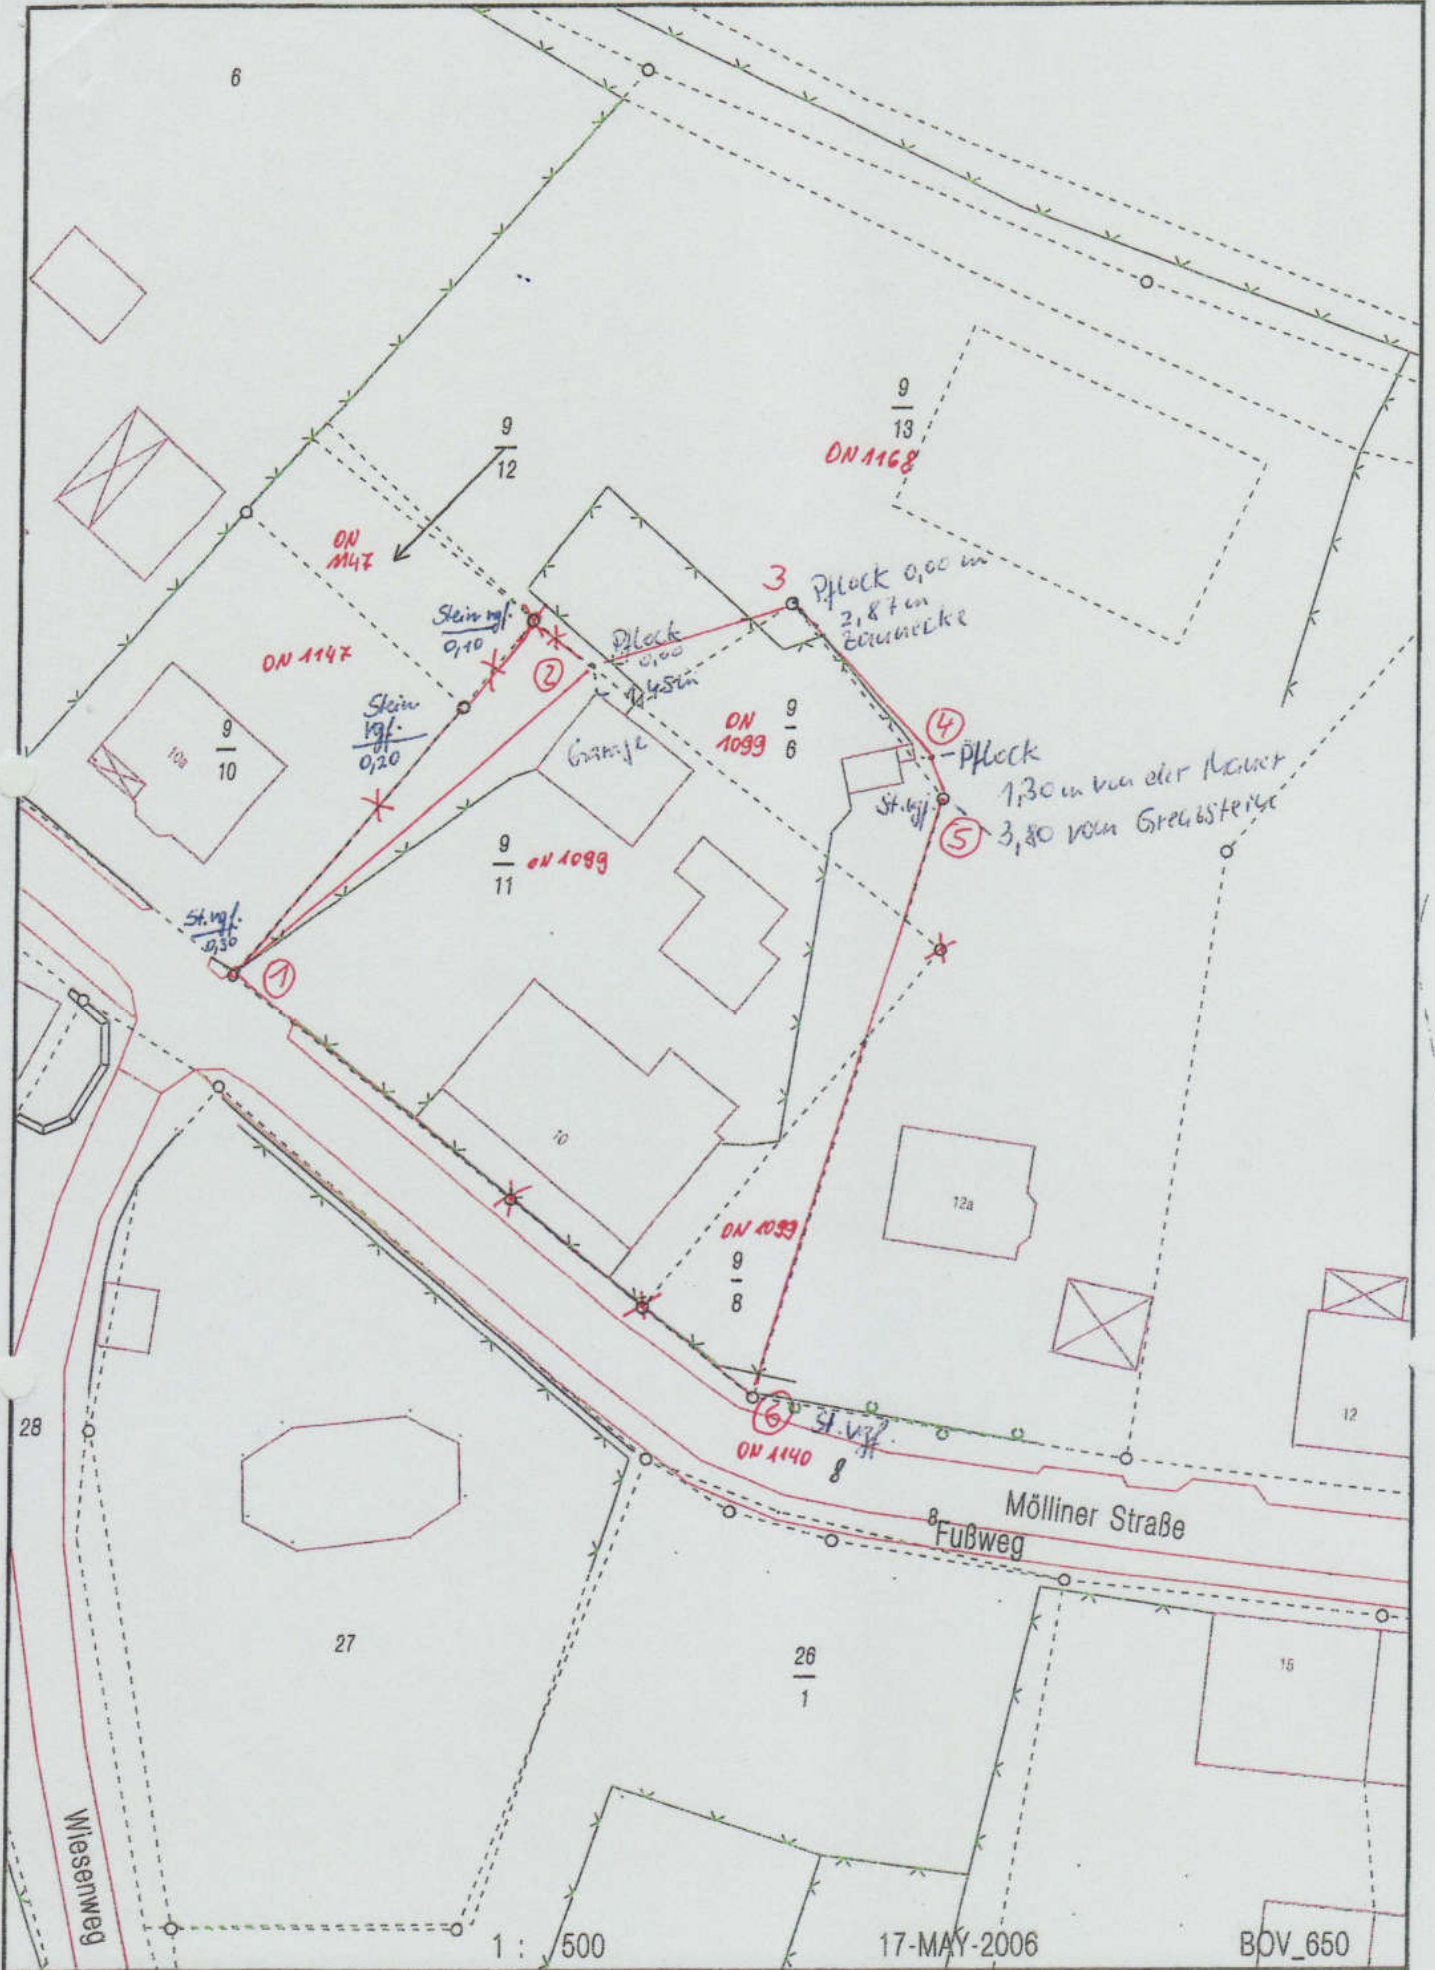 6
9
13
ON 1168
9
12
ON
1147
3
Pflock 0,00 m
2,87 m
Zaunecke
Stein vgf.
0,10
Pflock
0,00
2
ON 1147
Stein
vgf.
0,20
9
10
10a
ON
1099
9
6
4
Pflock
Garage
1,30 m von der Mauer
3,80 vom Grenzstein
St. vgf.
5
9
11
ON 1099
St. vgf.
0,30
1
10
12a
ON 1099
9
8
6
St. vgf.
ON 1140
8
12
28
Mölliner Straße
8
Fußweg
27
26
1
15
Wiesenweg
1 : 500
17-MAY-2006
BOV_650